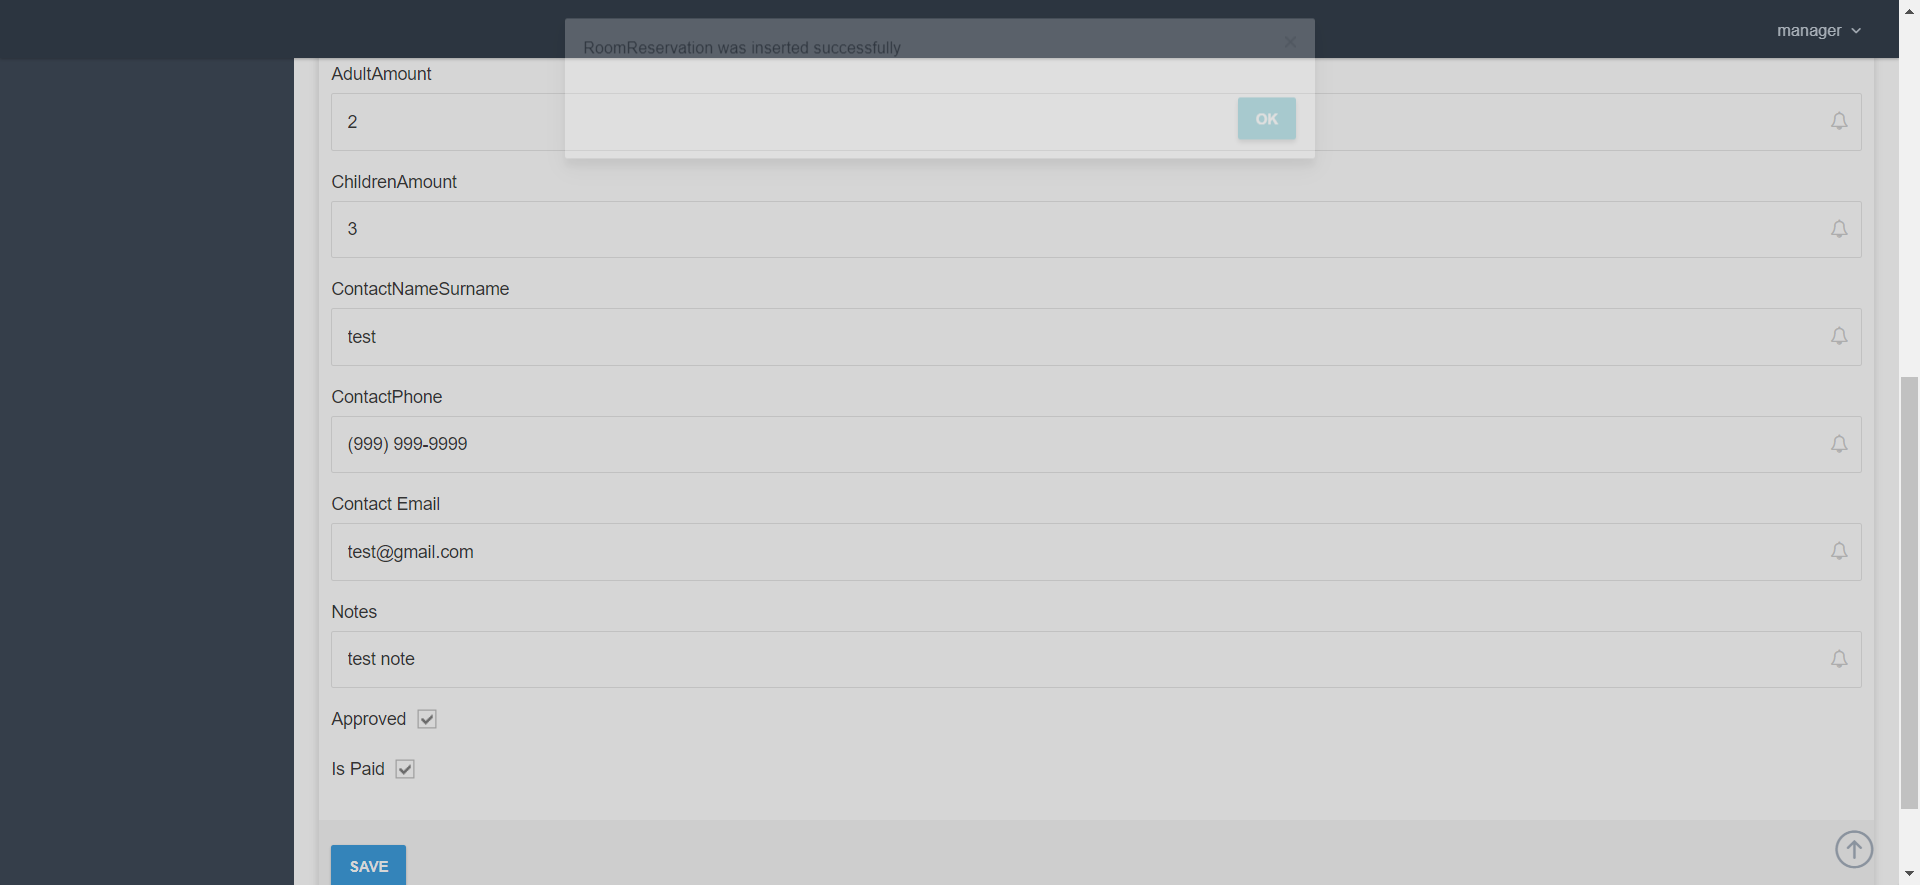 manager
RoomReservation was inserted successfully
×
AdultAmount
2
OK
ChildrenAmount
3
ContactNameSurname
test
ContactPhone
(999) 999-9999
Contact Email
test@gmail.com
Notes
test note
Approved
Is Paid
SAVE